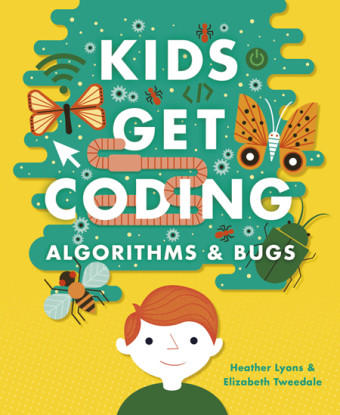 KIDS
GET
</>
CODING
ALGORITHMS & BUGS
Heather Lyons &
Elizabeth Tweedale